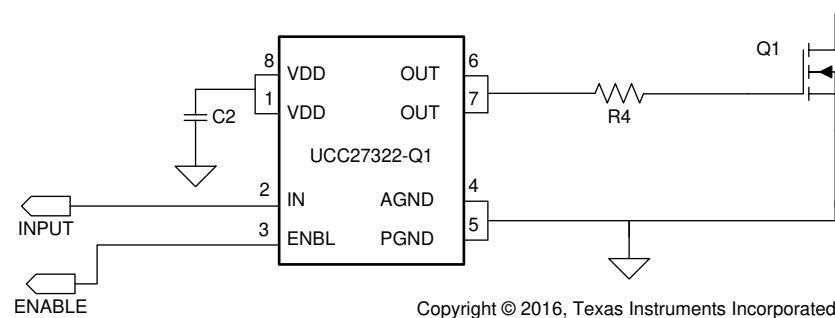 Q1
8
VDD
OUT
6
1
VDD
OUT
7
C2
R4
UCC27322-Q1
2
IN
AGND
4
INPUT
3
ENBL
PGND
5
ENABLE
Copyright © 2016, Texas Instruments Incorporated